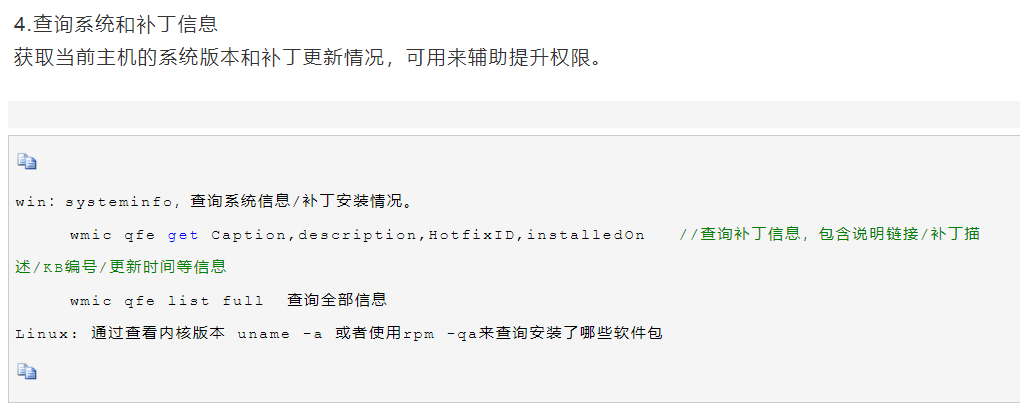 4.查询系统和补丁信息
获取当前主机的系统版本和补丁更新情况，可用来辅助提升权限。
win: systeminfo, 查询系统信息/补丁安装情况。
wmic qfe get Caption,description,HotfixID,installedOn //查询补丁信息，包含说明链接/补丁描
述/KB编号/更新时间等信息
wmic qfe list full 查询全部信息
Linux: 通过查看内核版本 uname -a 或者使用rpm -qa来查询安装了哪些软件包